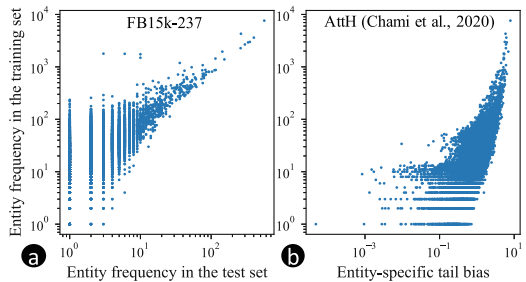 FB15k-237
Entity frequency in the training set
10⁴
10³
10²
10¹
10⁰
10⁰
10¹
10²
a
Entity frequency in the test set
AttH (Chami et al., 2020)
10⁴
10³
10²
10¹
10⁰
10⁻³
10⁻¹
10¹
b
Entity-specific tail bias